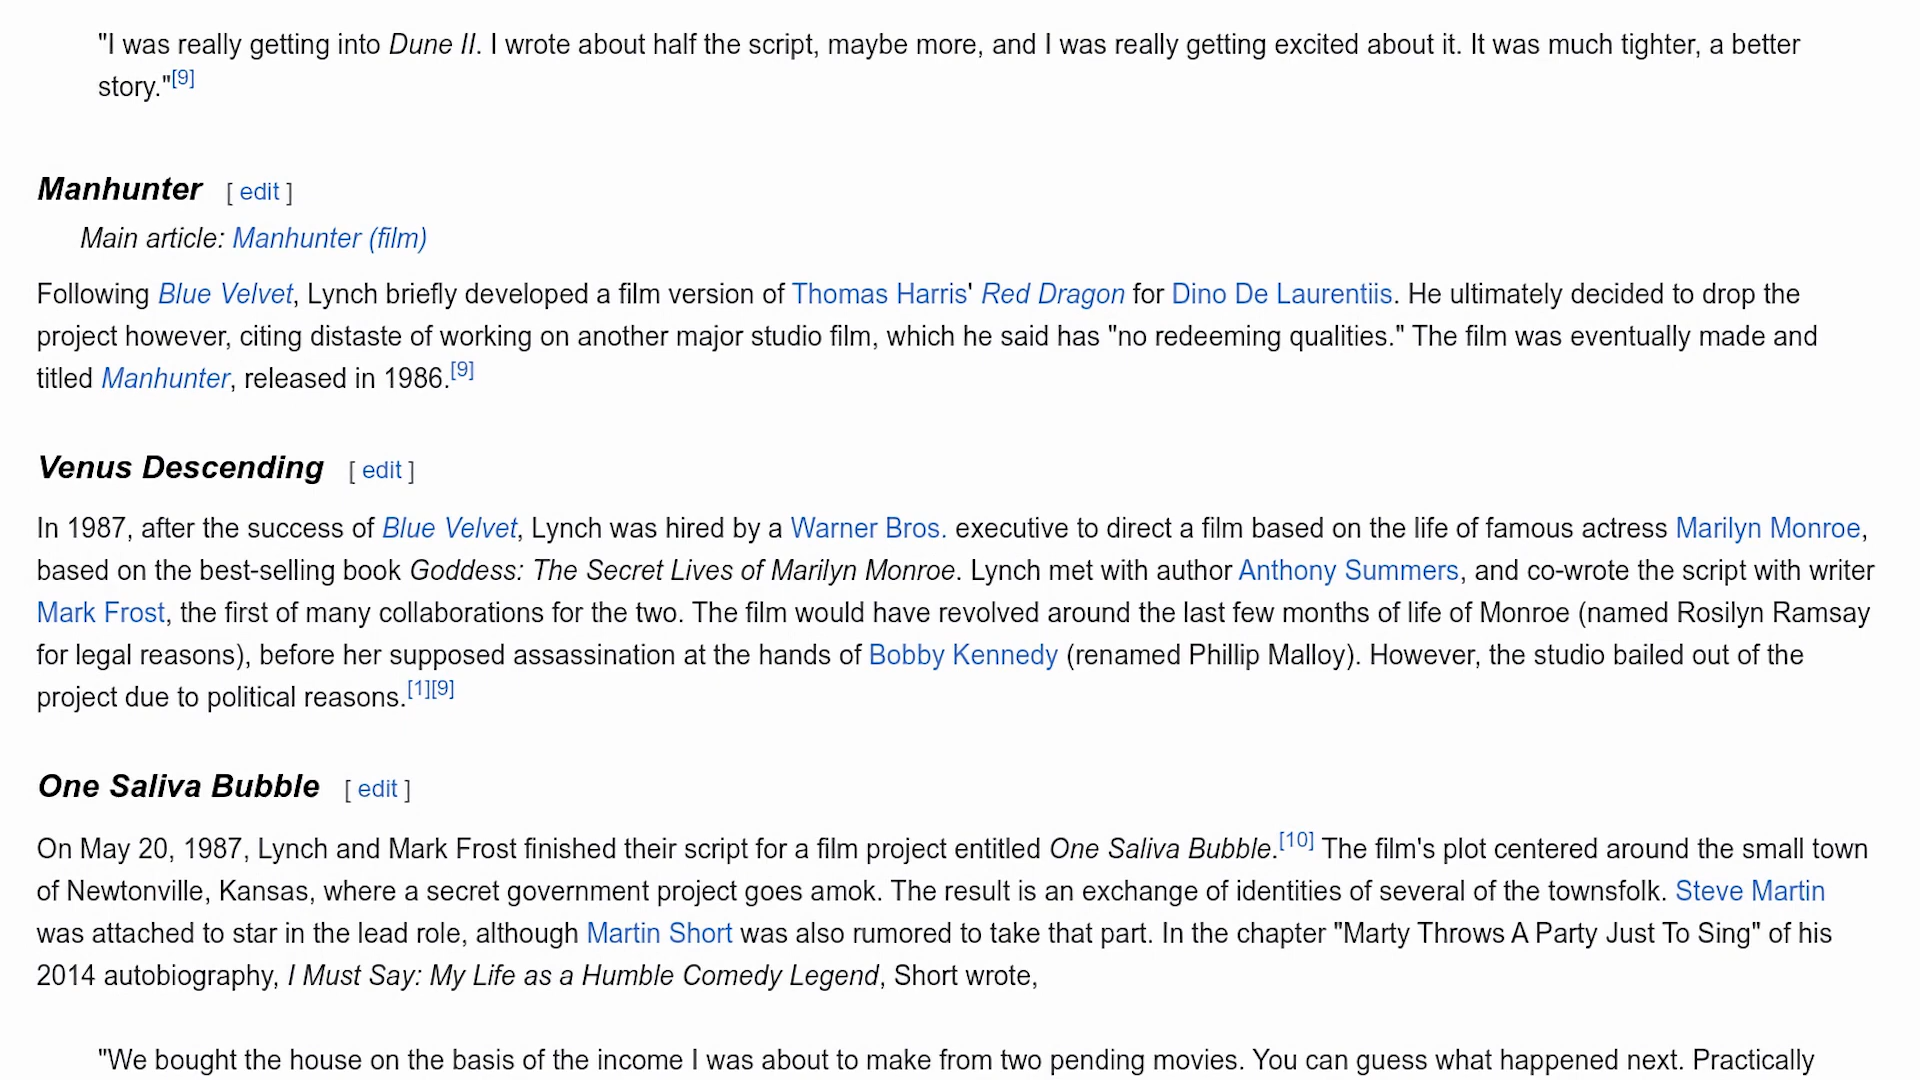 "I was really getting into Dune II. I wrote about half the script, maybe more, and I was really getting excited about it. It was much tighter, a better
story."[9]
Manhunter [ edit ]
Main article: Manhunter (film)
Following Blue Velvet, Lynch briefly developed a film version of Thomas Harris' Red Dragon for Dino De Laurentiis. He ultimately decided to drop the
project however, citing distaste of working on another major studio film, which he said has "no redeeming qualities." The film was eventually made and
titled Manhunter, released in 1986.[9]
Venus Descending [ edit ]
In 1987, after the success of Blue Velvet, Lynch was hired by a Warner Bros. executive to direct a film based on the life of famous actress Marilyn Monroe,
based on the best-selling book Goddess: The Secret Lives of Marilyn Monroe. Lynch met with author Anthony Summers, and co-wrote the script with writer
Mark Frost, the first of many collaborations for the two. The film would have revolved around the last few months of life of Monroe (named Rosilyn Ramsay
for legal reasons), before her supposed assassination at the hands of Bobby Kennedy (renamed Phillip Malloy). However, the studio bailed out of the
project due to political reasons.[1][9]
One Saliva Bubble [ edit ]
On May 20, 1987, Lynch and Mark Frost finished their script for a film project entitled One Saliva Bubble.[10] The film's plot centered around the small town
of Newtonville, Kansas, where a secret government project goes amok. The result is an exchange of identities of several of the townsfolk. Steve Martin
was attached to star in the lead role, although Martin Short was also rumored to take that part. In the chapter "Marty Throws A Party Just To Sing" of his
2014 autobiography, I Must Say: My Life as a Humble Comedy Legend, Short wrote,
"We bought the house on the basis of the income I was about to make from two pending movies. You can guess what happened next. Practically